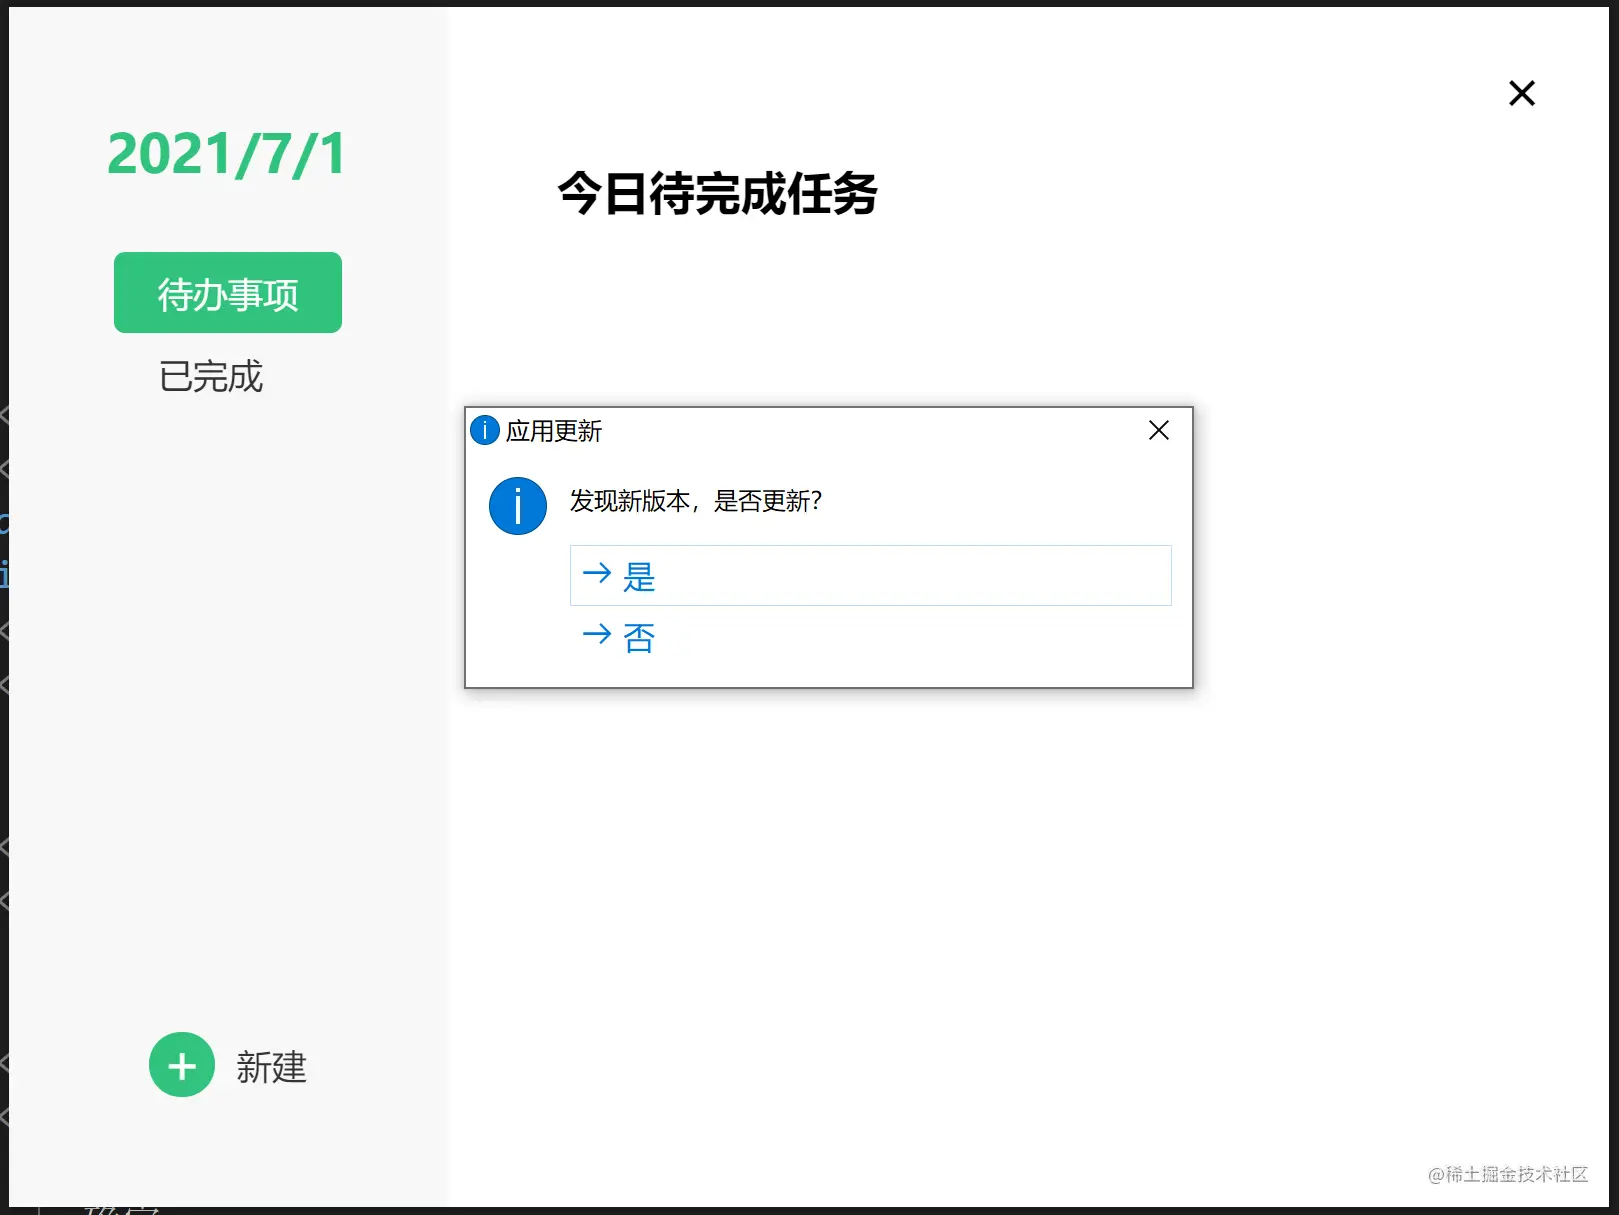 2021/7/1
待办事项
已完成
新建
今日待完成任务
应用更新
发现新版本，是否更新？
是
否
@稀土掘金技术社区